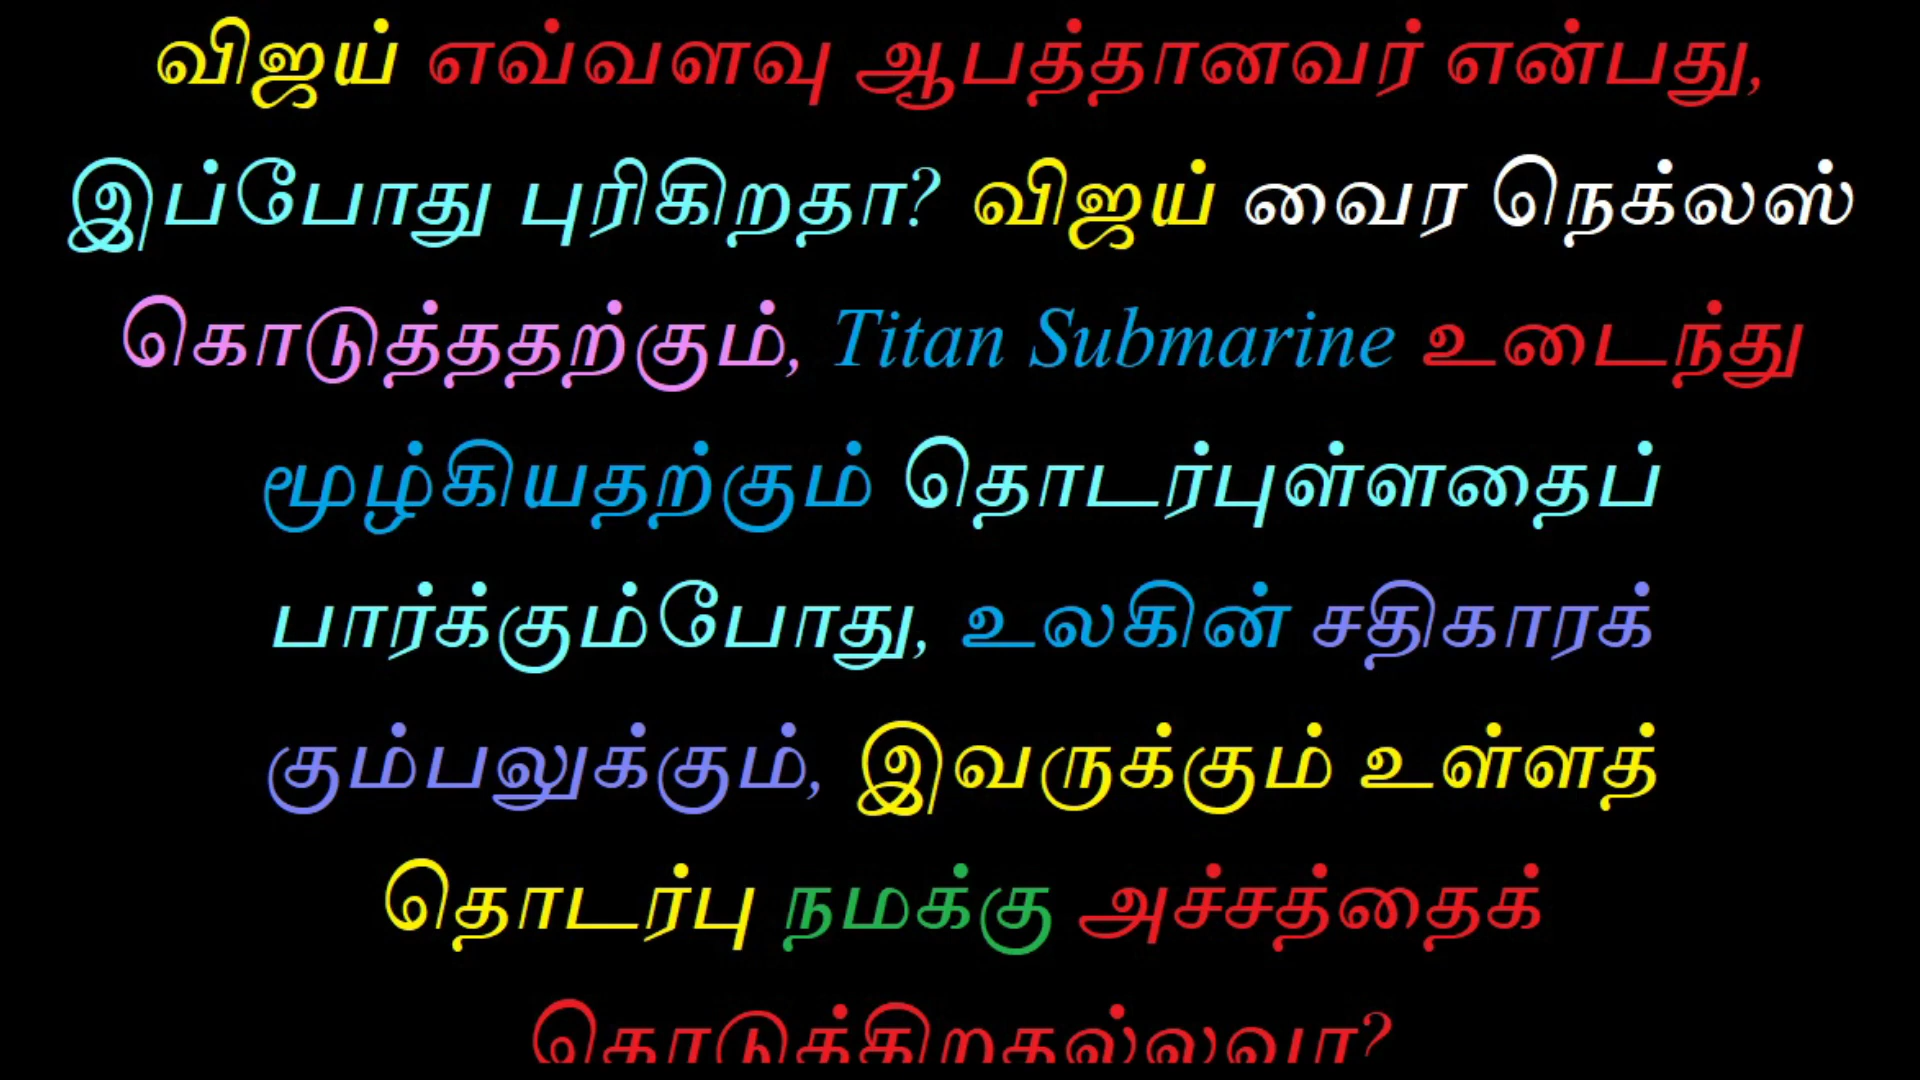 விஜய் எவ்வளவு ஆபத்தானவர் என்பது,
இப்போது புரிகிறதா? விஜய் வைர நெக்லஸ்
கொடுத்ததற்கும், Titan Submarine உடைந்து
மூழ்கியதற்கும் தொடர்புள்ளதைப்
பார்க்கும்போது, உலகின் சதிகாரக்
கும்பலுக்கும், இவருக்கும் உள்ளத்
தொடர்பு நமக்கு அச்சத்தைக்
கொடுக்கிறதல்லவா?